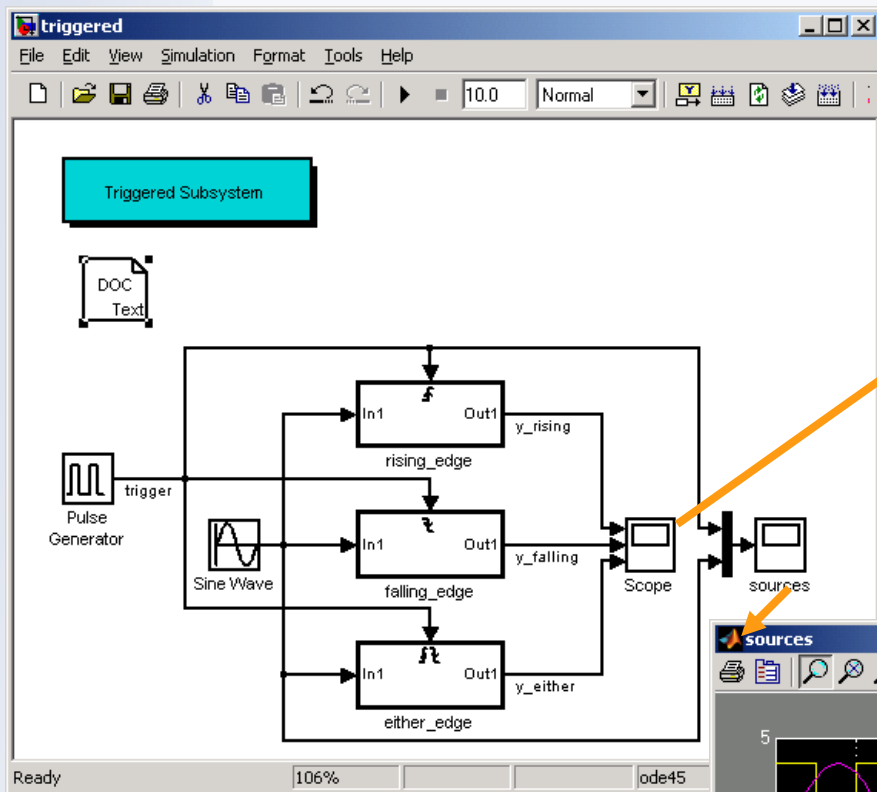 triggered
File Edit View Simulation Format Tools Help
10.0 Normal
Triggered Subsystem
DOC
Text
In1 Out1
y_rising
rising_edge
trigger
Pulse
Generator
In1 Out1
y_falling
falling_edge
Sine Wave
Scope
sources
In1 Out1
y_either
either_edge
sources
5
Ready 106% ode45